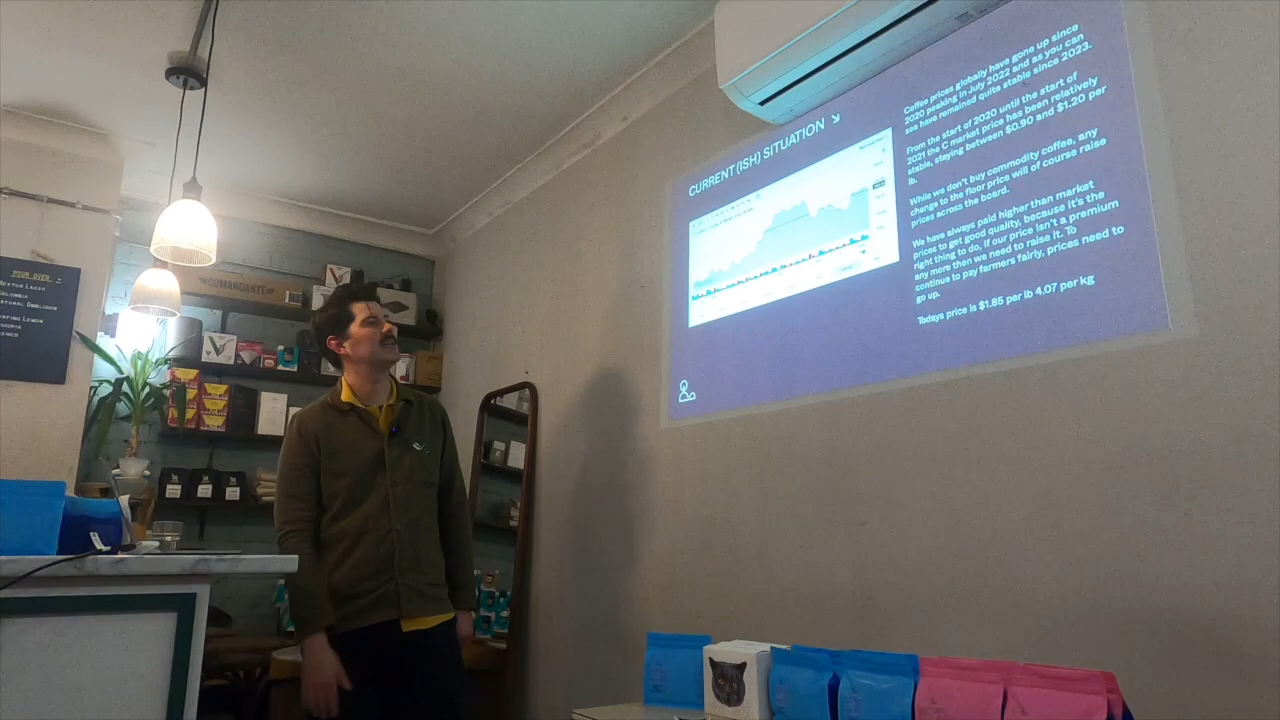 CURRENT(ISH) SITUATION ↘
Coffee prices globally have gone up since
2020 peaking in July 2022 and as you can
see have remained quite stable since 2023.
From the start of 2020 until the start of
2021 the C market price has been relatively
stable, staying between $0.90 and $1.20 per
lb.
While we don't buy commodity coffee, any
change to the floor price will of course raise
prices across the board.
We have always paid higher than market
prices to get good quality, because it's the
right thing to do, if our price isn't a premium
any more then we need to raise it. To
continue to pay farmers fairly, prices need to
go up.
Todays price is $1.85 per lb 4.07 per kg
POUR OVER
NESTOR LASSO
COLOMBIA
COMANDANTE